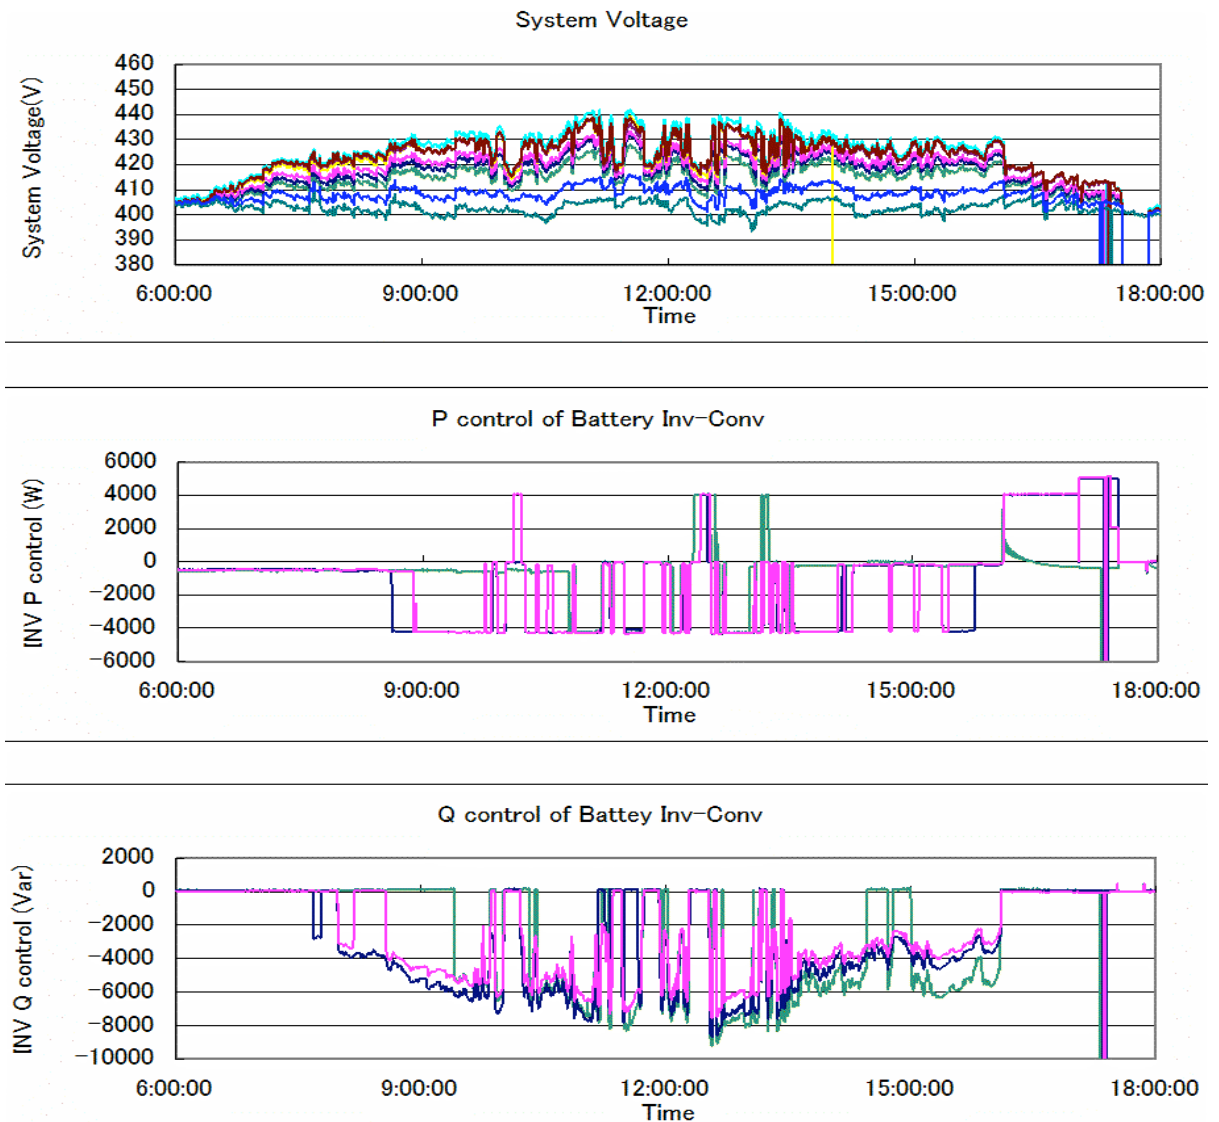 System Voltage
System Voltage(V)
460
450
440
430
420
410
400
390
380
6:00:00 9:00:00 12:00:00 15:00:00 18:00:00
Time
P control of Battery Inv-Conv
INV P control (W)
6000
4000
2000
0
-2000
-4000
-6000
6:00:00 9:00:00 12:00:00 15:00:00 18:00:00
Time
Q control of Battey Inv-Conv
INV Q control (Var)
2000
0
-2000
-4000
-6000
-8000
-10000
6:00:00 9:00:00 12:00:00 15:00:00 18:00:00
Time